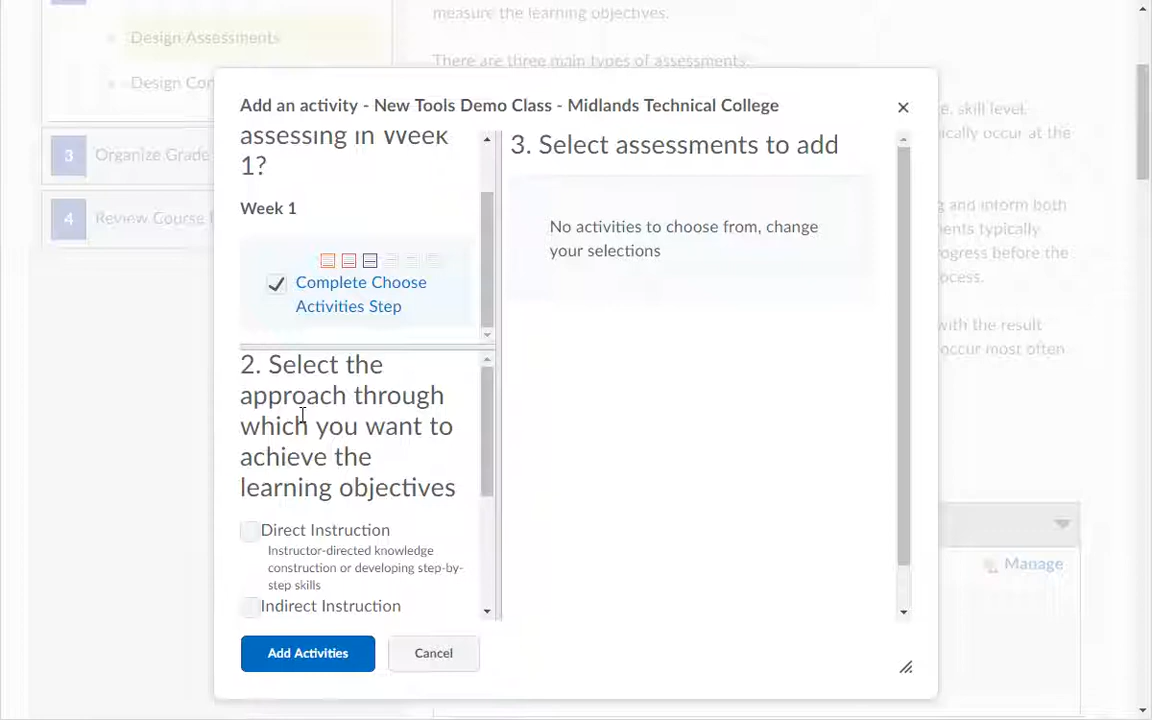 measure the learning objectives.
Design Assessments
There are three main types of assessments.
Design Con
Add an activity - New Tools Demo Class - Midlands Technical College
assessing in Week
1?
Week 1
Complete Choose
Activities Step
2. Select the
approach through
which you want to
achieve the
learning objectives
Direct Instruction
Instructor-directed knowledge
construction or developing step-by-
step skills
Indirect Instruction
3. Select assessments to add
No activities to choose from, change
your selections
Add Activities
Cancel
3
Organize Grade
4
Review Course
skill level.
ically occur at the
g and inform both
ents typically
rogress before the
ocess.
with the result
occur most often
Manage